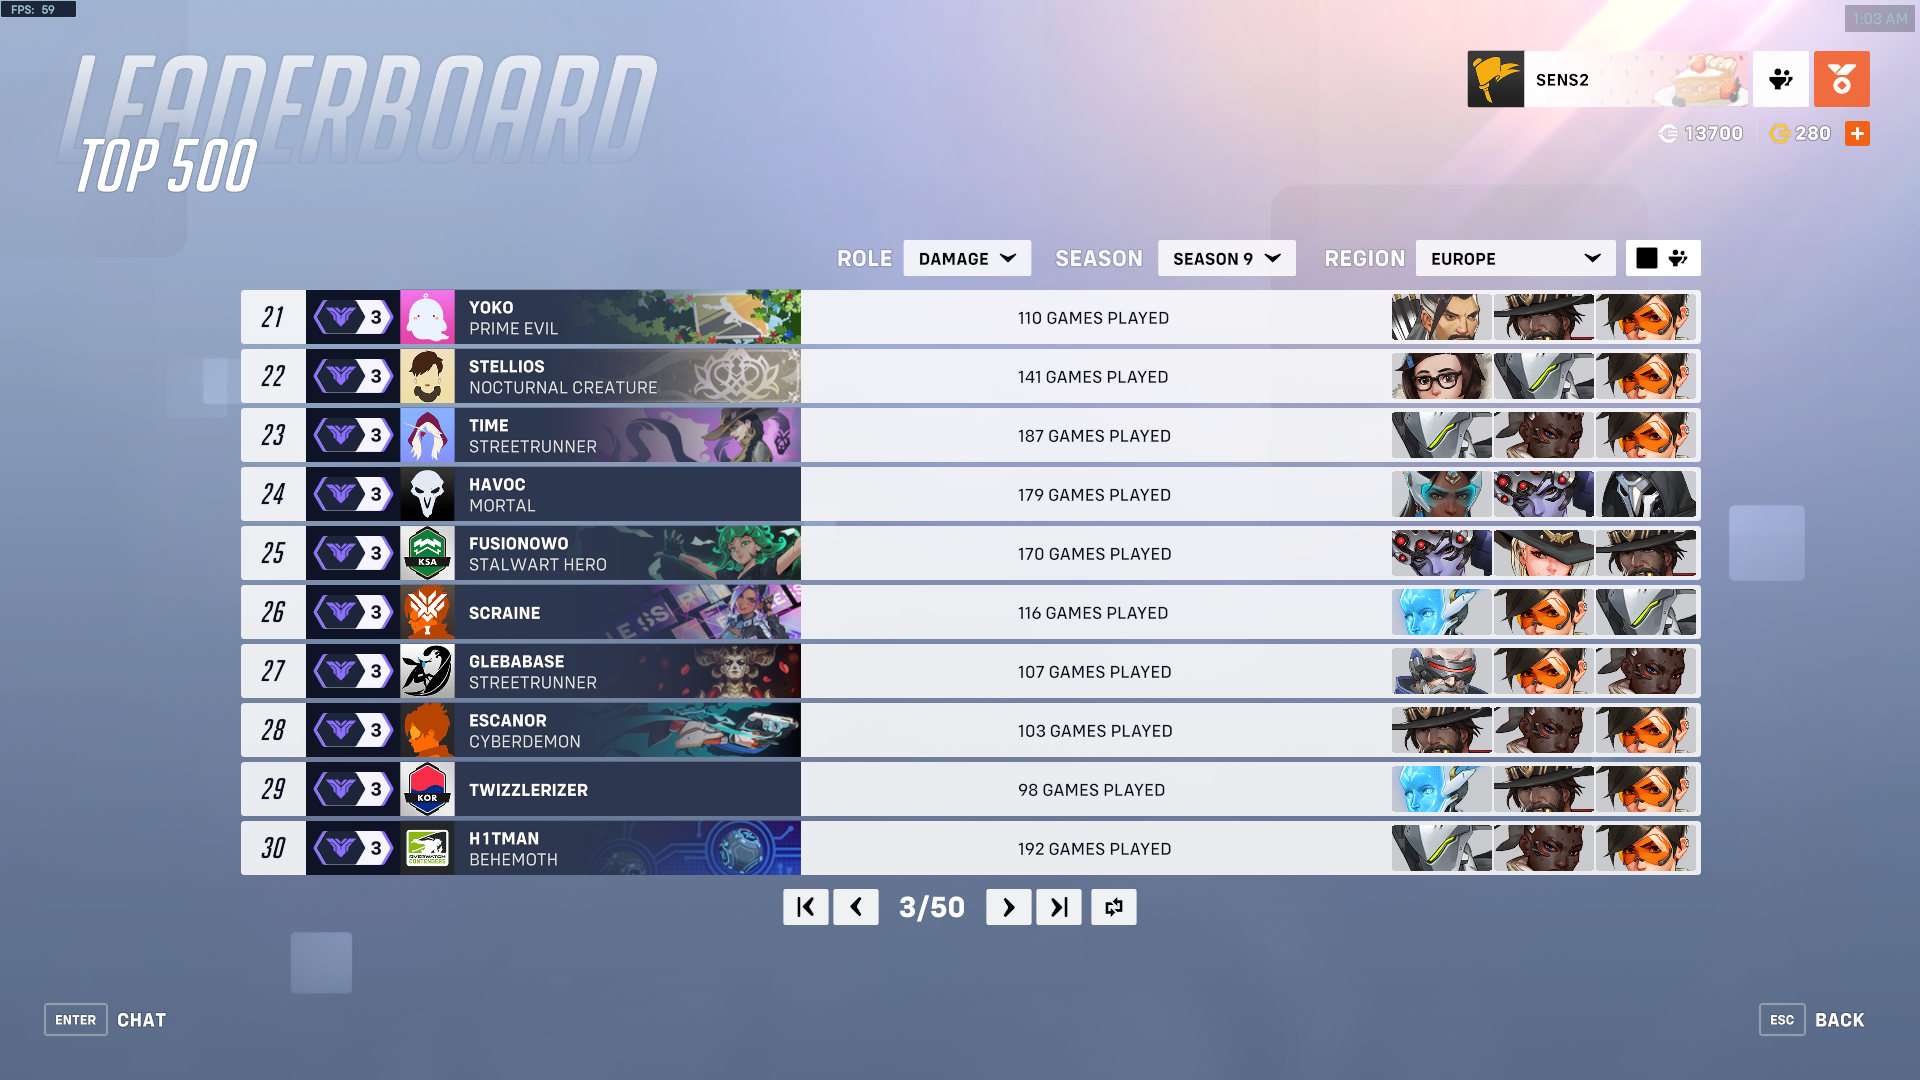 FPS: 59
1:03 AM
LEADERBOARD
TOP 500
SENS2
13700
280
ROLE DAMAGE SEASON SEASON 9 REGION EUROPE
21 3 YOKO 110 GAMES PLAYED
PRIME EVIL
22 3 STELLIOS 141 GAMES PLAYED
NOCTURNAL CREATURE
23 3 TIME 187 GAMES PLAYED
STREETRUNNER
24 3 HAVOC 179 GAMES PLAYED
MORTAL
25 3 KSA FUSIONOWO 170 GAMES PLAYED
STALWART HERO
26 3 I SCRAINE 116 GAMES PLAYED
27 3 GLEBABASE 107 GAMES PLAYED
STREETRUNNER
28 3 ESCANOR 103 GAMES PLAYED
CYBERDEMON
29 3 KOR TWIZZLERIZER 98 GAMES PLAYED
30 3 OVERWATCH CONTENDERS H1TMAN 192 GAMES PLAYED
BEHEMOTH
3/50
ENTER CHAT
ESC BACK